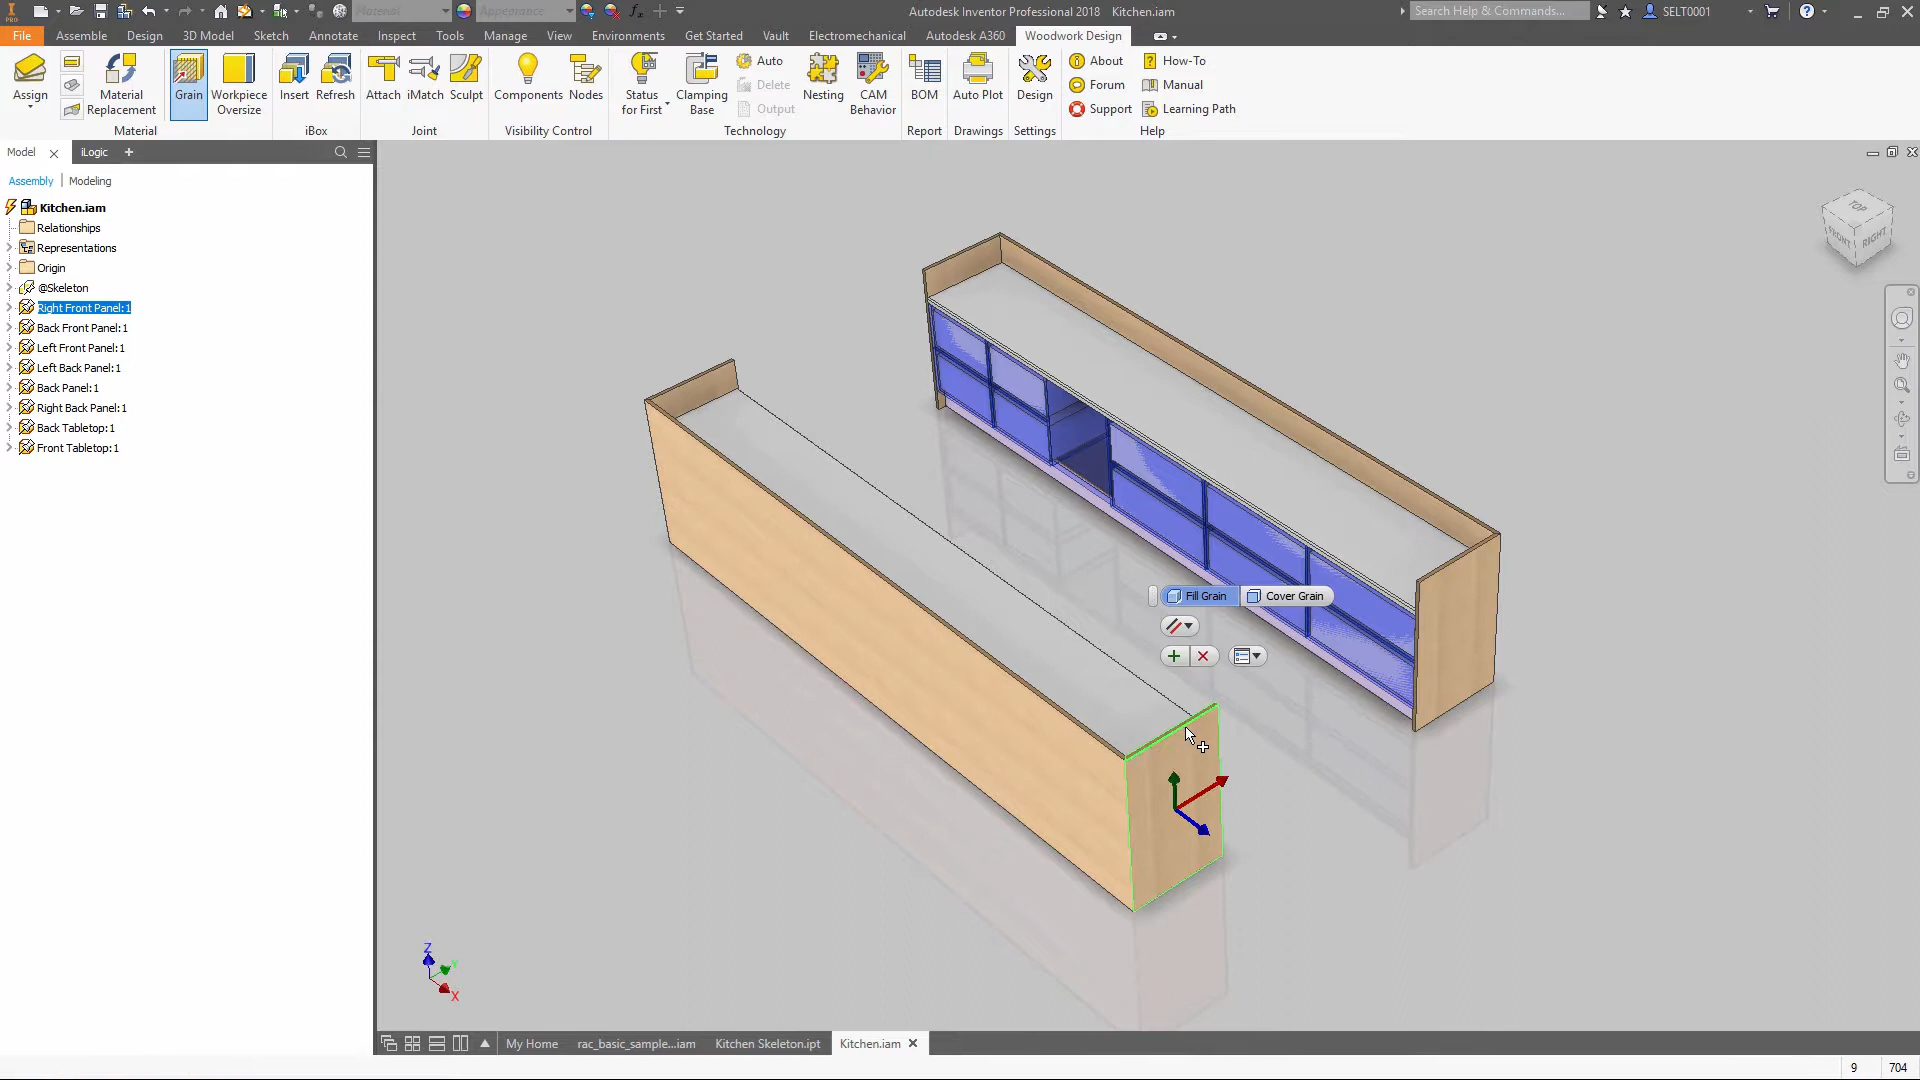 Material Appearance Autodesk Inventor Professional 2018 Kitchen.iam Search Help & Commands... SELT0001
PRO
File Assemble Design 3D Model Sketch Annotate Inspect Tools Manage View Environments Get Started Vault Electromechanical Autodesk A360 Woodwork Design
Assign Material Replacement Grain Workpiece Oversize Insert Refresh Attach iMatch Sculpt Components Nodes Status for First Clamping Base Auto Delete Output Nesting CAM Behavior BOM Auto Plot Design About Forum Support How-To Manual Learning Path
Material iBox Joint Visibility Control Technology Report Drawings Settings Help
Model iLogic +
Assembly | Modeling
Kitchen.iam
Relationships
Representations
Origin
@Skeleton
Right Front Panel:1
Back Front Panel:1
Left Front Panel:1
Left Back Panel:1
Back Panel:1
Right Back Panel:1
Back Tabletop:1
Front Tabletop:1
TOP
FRONT RIGHT
Fill Grain Cover Grain
Z
Y
X
My Home rac_basic_sample...iam Kitchen Skeleton.ipt Kitchen.iam
9 704